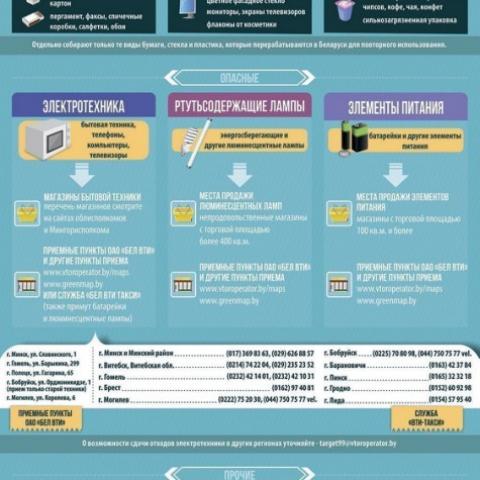 картон
пергамент, факсы, спичечные
коробки, салфетки, обои
цветное фасадное стекло
мониторы, экраны телевизоров
флаконы от косметики
чипсов, кофе, чая, конфет
сильнозагрязненная упаковка
Отдельно собирают только те виды бумаги, стекла и пластика, которые перерабатываются в Беларуси для повторного использования.
ОПАСНЫЕ
ЭЛЕКТРОТЕХНИКА
бытовая техника,
телефоны,
компьютеры,
телевизоры
МАГАЗИНЫ БЫТОВОЙ ТЕХНИКИ
перечень магазинов смотрите
на сайтах облисполкомов
и Мингорисполкома
ПРИЕМНЫЕ ПУНКТЫ ОАО «БЕЛ ВТИ»
И ДРУГИЕ ПУНКТЫ ПРИЕМА
www.vtoroperator.by/maps
www.greenmap.by
ИЛИ СЛУЖБА «БЕЛ ВТИ ТАКСИ»
(также примут батарейки
и люминесцентные лампы)
РТУТЬСОДЕРЖАЩИЕ ЛАМПЫ
энергосберегающие и
другие люминесцентные лампы
МЕСТА ПРОДАЖИ
ЛЮМИНЕСЦЕНТНЫХ ЛАМП
непродовольственные магазины
с торговой площадью
более 400 кв.м.
ПРИЕМНЫЕ ПУНКТЫ ОАО «БЕЛ ВТИ»
И ДРУГИЕ ПУНКТЫ ПРИЕМА
www.vtoroperator.by/maps
www.greenmap.by
ЭЛЕМЕНТЫ ПИТАНИЯ
батарейки и другие элементы
питания
МЕСТА ПРОДАЖИ ЭЛЕМЕНТОВ
ПИТАНИЯ
магазины с торговой площадью
100 кв.м. и более
ПРИЕМНЫЕ ПУНКТЫ ОАО «БЕЛ ВТИ»
И ДРУГИЕ ПУНКТЫ ПРИЕМА
www.vtoroperator.by/maps
www.greenmap.by
г. Минск, ул. Славинского, 1
г. Гомель, ул. Барыкина, 299
г. Полоцк, ул. Гагарина, 65
г. Бобруйск, ул. Орджоникидзе, 1
(прием только старой техники)
г. Могилев, ул. Королева, 6
ПРИЕМНЫЕ ПУНКТЫ
ОАО «БЕЛ ВТИ»
г. Минск и Минский район (017) 369 83 63, (029) 626 88 57
г. Витебск, Витебская обл. (0214) 74 22 04, (029) 235 23 52
г. Гомель (0232) 42 14 01, (0232) 42 10 31
г. Брест (0162) 97 40 81
г. Могилев (0222) 75 20 30, (044) 750 75 77 vel.
г. Бобруйск (0225) 70 80 98, (044) 750 75 77 vel.
г. Барановичи (0163) 42 37 84
г. Пинск (0165) 32 32 18
г. Гродно (0152) 60 92 98
г. Лида (0154) 57 95 40
СЛУЖБА
«ВТИ-ТАКСИ»
О возможности сдачи отходов электротехники в других регионах уточняйте - target99@vtoroperator.by
ПРОЧИЕ